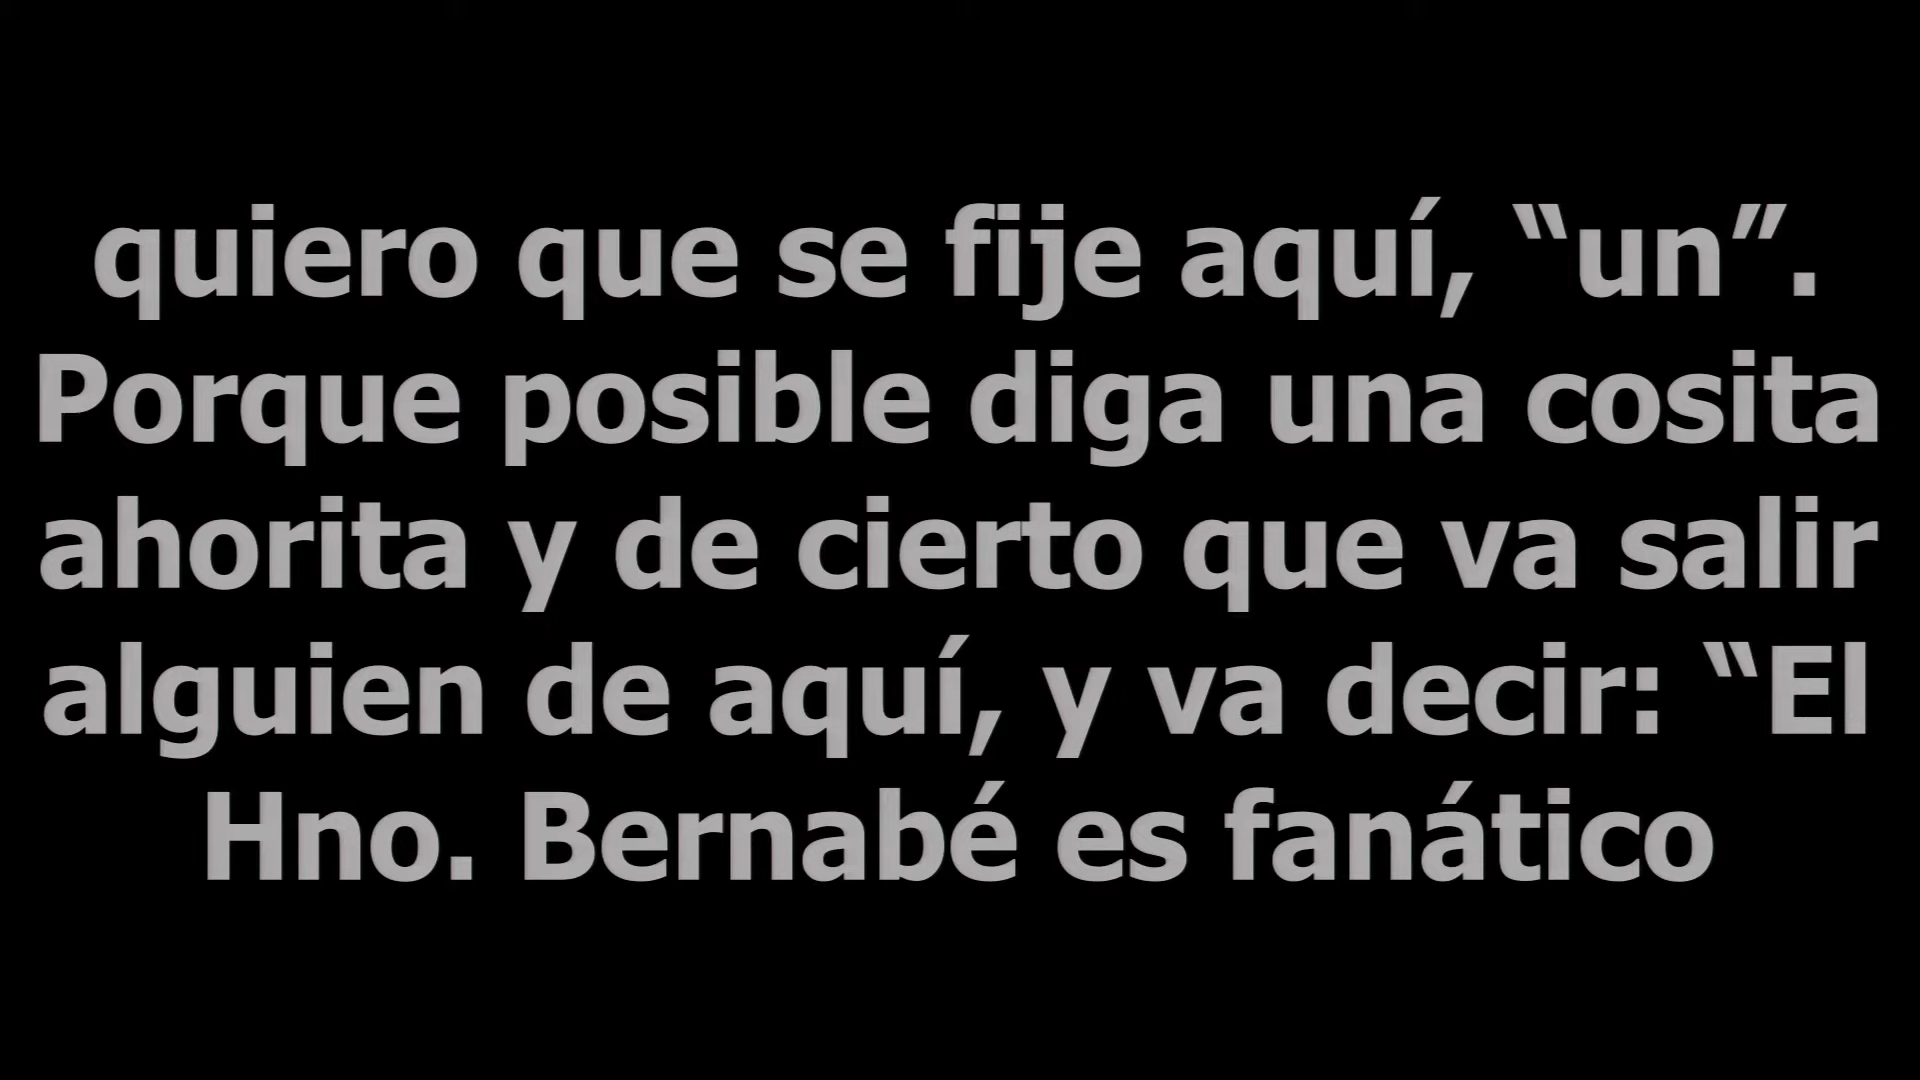 quiero que se fije aquí, “un”.
Porque posible diga una cosita
ahorita y de cierto que va salir
alguien de aquí, y va decir: “El
Hno. Bernabé es fanático